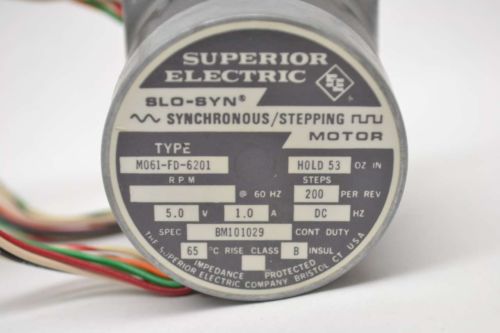 SUPERIOR
ELECTRIC
SE
SLO-SYN®
SYNCHRONOUS/STEPPING
MOTOR
TYPE
MO61-FD-6201 HOLD 53 OZ IN
RPM STEPS
@ 60 HZ 200 PER REV
5.0 V 1.0 A DC HZ
SPEC BM101029 CONT DUTY
65 °C RISE CLASS B INSUL
IMPEDANCE PROTECTED
THE SUPERIOR ELECTRIC COMPANY BRISTOL CT. U.S.A.